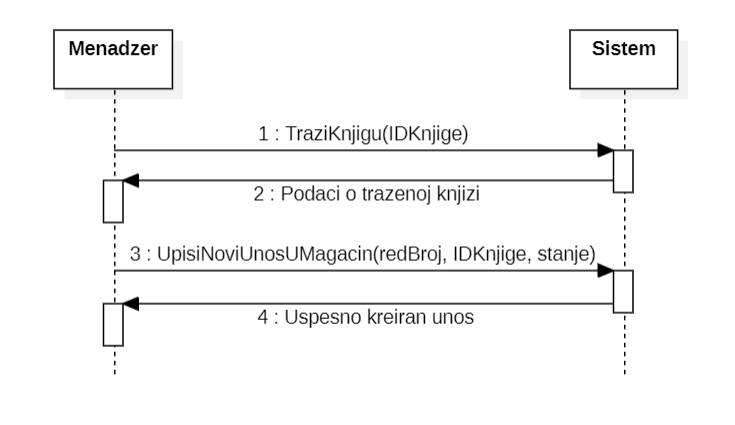 Menadzer
Sistem
1 : TraziKnjigu(IDKnjige)
2 : Podaci o trazenoj knjizi
3 : UpisiNoviUnosUMagacin(redBroj, IDKnjige, stanje)
4 : Uspesno kreiran unos